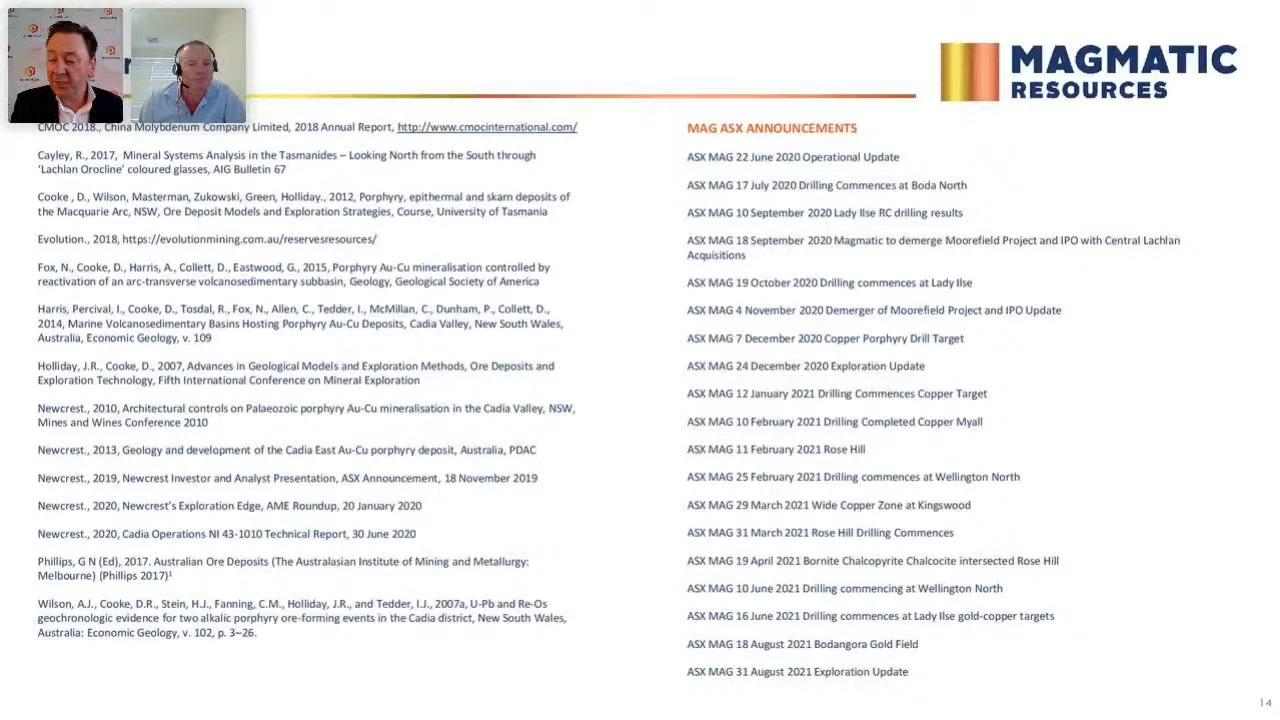 MAGMATIC
RESOURCES
CMOC 2018., China Molybdenum Company Limited, 2018 Annual Report, http://www.cmocinternational.com/
Cayley, R., 2017, Mineral Systems Analysis in the Tasmanides – Looking North from the South through
‘Lachlan Orocline’ coloured glasses, AIG Bulletin 67
Cooke , D., Wilson, Masterman, Zukowski, Green, Holliday., 2012, Porphyry, epithermal and skarn deposits of
the Macquarie Arc, NSW, Ore Deposit Models and Exploration Strategies, Course, University of Tasmania
Evolution., 2018, https://evolutionmining.com.au/reservesresources/
Fox, N., Cooke, D., Harris, A., Collett, D., Eastwood, G., 2015, Porphyry Au-Cu mineralisation controlled by
reactivation of an arc-transverse volcanosedimentary subbasin, Geology, Geological Society of America
Harris, Percival, I., Cooke, D., Tosdal, R., Fox, N., Allen, C., Tedder, I., McMillan, C., Dunham, P., Collett, D.,
2014, Marine Volcanosedimentary Basins Hosting Porphyry Au-Cu Deposits, Cadia Valley, New South Wales,
Australia, Economic Geology, v. 109
Holliday, J.R., Cooke, D., 2007, Advances in Geological Models and Exploration Methods, Ore Deposits and
Exploration Technology, Fifth International Conference on Mineral Exploration
Newcrest., 2010, Architectural controls on Palaeozoic porphyry Au-Cu mineralisation in the Cadia Valley, NSW,
Mines and Wines Conference 2010
Newcrest., 2013, Geology and development of the Cadia East Au-Cu porphyry deposit, Australia, PDAC
Newcrest., 2019, Newcrest Investor and Analyst Presentation, ASX Announcement, 18 November 2019
Newcrest., 2020, Newcrest’s Exploration Edge, AME Roundup, 20 January 2020
Newcrest., 2020, Cadia Operations NI 43-1010 Technical Report, 30 June 2020
Phillips, G N (Ed), 2017. Australian Ore Deposits (The Australasian Institute of Mining and Metallurgy:
Melbourne) (Phillips 2017)¹
Wilson, A.J., Cooke, D.R., Stein, H.J., Fanning, C.M., Holliday, J.R., and Tedder, I.J., 2007a, U-Pb and Re-Os
geochronologic evidence for two alkalic porphyry ore-forming events in the Cadia district, New South Wales,
Australia: Economic Geology, v. 102, p. 3–26.
MAG ASX ANNOUNCEMENTS
ASX MAG 22 June 2020 Operational Update
ASX MAG 17 July 2020 Drilling Commences at Boda North
ASX MAG 10 September 2020 Lady Ilse RC drilling results
ASX MAG 18 September 2020 Magmatic to demerge Moorefield Project and IPO with Central Lachlan
Acquisitions
ASX MAG 19 October 2020 Drilling commences at Lady Ilse
ASX MAG 4 November 2020 Demerger of Moorefield Project and IPO Update
ASX MAG 7 December 2020 Copper Porphyry Drill Target
ASX MAG 24 December 2020 Exploration Update
ASX MAG 12 January 2021 Drilling Commences Copper Target
ASX MAG 10 February 2021 Drilling Completed Copper Myall
ASX MAG 11 February 2021 Rose Hill
ASX MAG 25 February 2021 Drilling commences at Wellington North
ASX MAG 29 March 2021 Wide Copper Zone at Kingswood
ASX MAG 31 March 2021 Rose Hill Drilling Commences
ASX MAG 19 April 2021 Bornite Chalcopyrite Chalcocite intersected Rose Hill
ASX MAG 10 June 2021 Drilling commencing at Wellington North
ASX MAG 16 June 2021 Drilling commences at Lady Ilse gold-copper targets
ASX MAG 18 August 2021 Bodangora Gold Field
ASX MAG 31 August 2021 Exploration Update
14